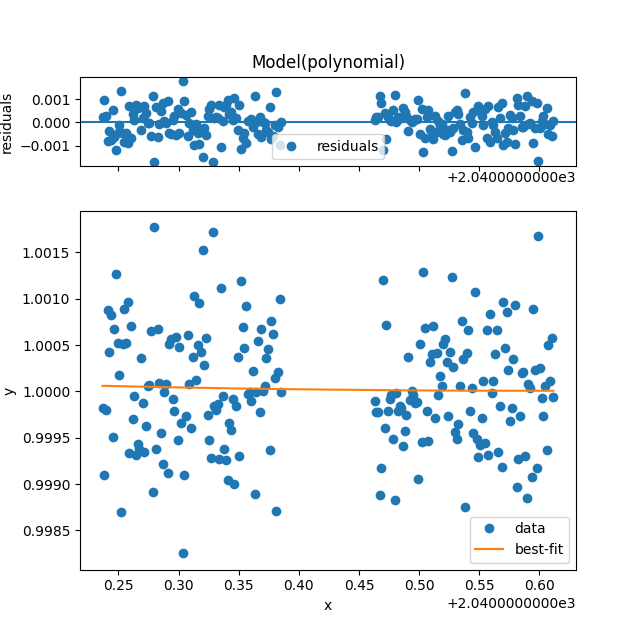 Model(polynomial)
residuals
0.001
0.000
−0.001
residuals
+2.0400000000e3
y
1.0015
1.0010
1.0005
1.0000
0.9995
0.9990
0.9985
data
best-fit
0.25 0.30 0.35 0.40 0.45 0.50 0.55 0.60
x
+2.0400000000e3